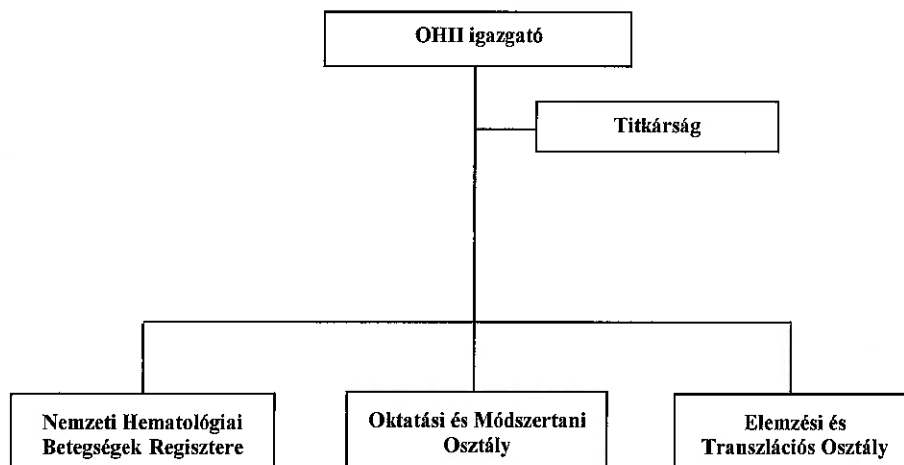 OHII igazgató
Titkárság
Nemzeti Hematológiai
Betegségek Regisztere
Oktatási és Módszertani
Osztály
Elemzési és
Transzlációs Osztály